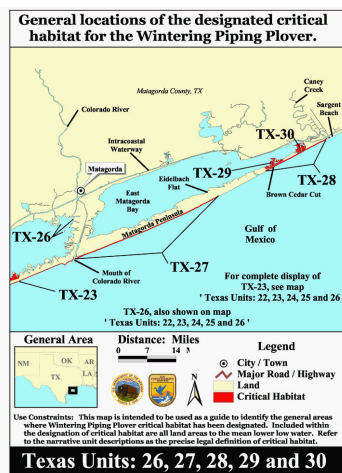 General locations of the designated critical
habitat for the Wintering Piping Plover.
Matagorda County, TX
Caney
Creek
Colorado River
Sargent
Beach
TX-30
Intracoastal
Waterway
TX-29
TX-28
Matagorda
Eidelbach
Flat
East
Matagorda
Bay
Brown Cedar Cut
TX-26
Matagorda Peninsula
Gulf of
Mexico
TX-27
Mouth of
Colorado River
TX-23
For complete display of
TX-23, see map
' Texas Units: 22, 23, 24, 25 and 26
TX-26, also shown on map
' Texas Units: 22, 23, 24, 25 and 26 '
General Area
NM
OK
AR
TX
LA
Distance: Miles
0 7 14
N
Legend
City / Town
Major Road / Highway
Land
Critical Habitat
Use Constraints: This map is intended to be used as a guide to identify the general areas
where Wintering Piping Plover critical habitat has been designated. Included within
the designation of critical habitat are all land areas to the mean lower low water. Refer
to the narrative unit descriptions as the precise legal definition of critical habitat.
Texas Units: 26, 27, 28, 29 and 30